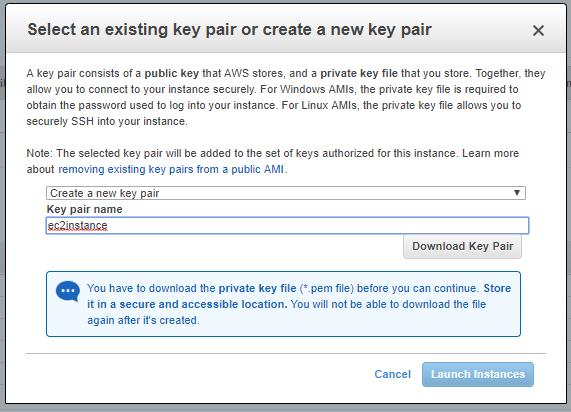 Select an existing key pair or create a new key pair
A key pair consists of a public key that AWS stores, and a private key file that you store. Together, they
allow you to connect to your instance securely. For Windows AMIs, the private key file is required to
obtain the password used to log into your instance. For Linux AMIs, the private key file allows you to
securely SSH into your instance.
Note: The selected key pair will be added to the set of keys authorized for this instance. Learn more
about removing existing key pairs from a public AMI.
Create a new key pair
Key pair name
ec2instance
Download Key Pair
You have to download the private key file (*.pem file) before you can continue. Store
it in a secure and accessible location. You will not be able to download the file
again after it's created.
Cancel Launch Instances